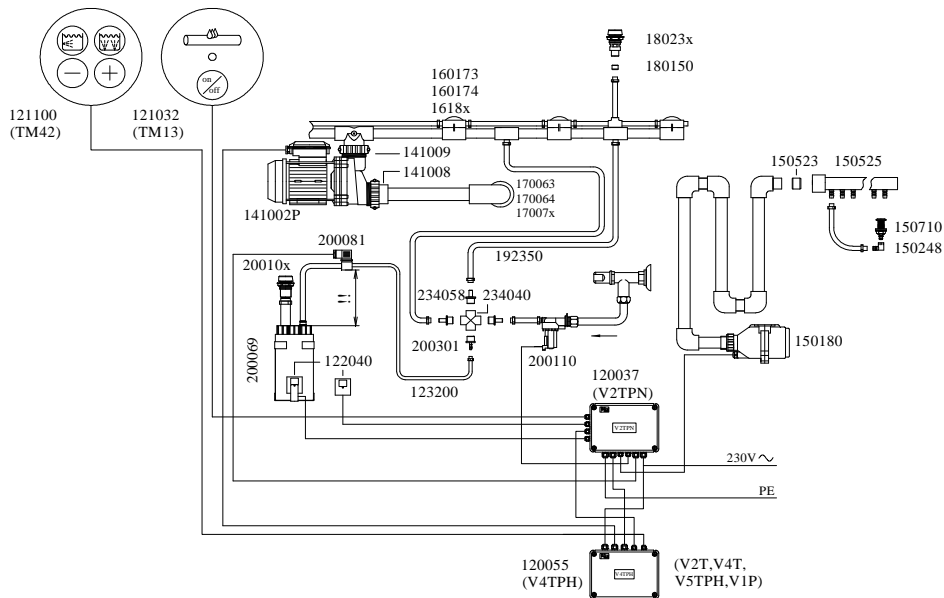 121100
(TM42)
on
off
121032
(TM13)
160173
160174
1618x
18023x
180150
141009
141008
141002P
170063
170064
17007x
150523
150525
150710
150248
200081
20010x
192350
!!
234058
234040
200301
200110
150180
200069
122040
123200
120037
(V2TPN)
V2TPN
230V
PE
120055
(V4TPH)
V4TPH
(V2T,V4T,
V5TPH,V1P)